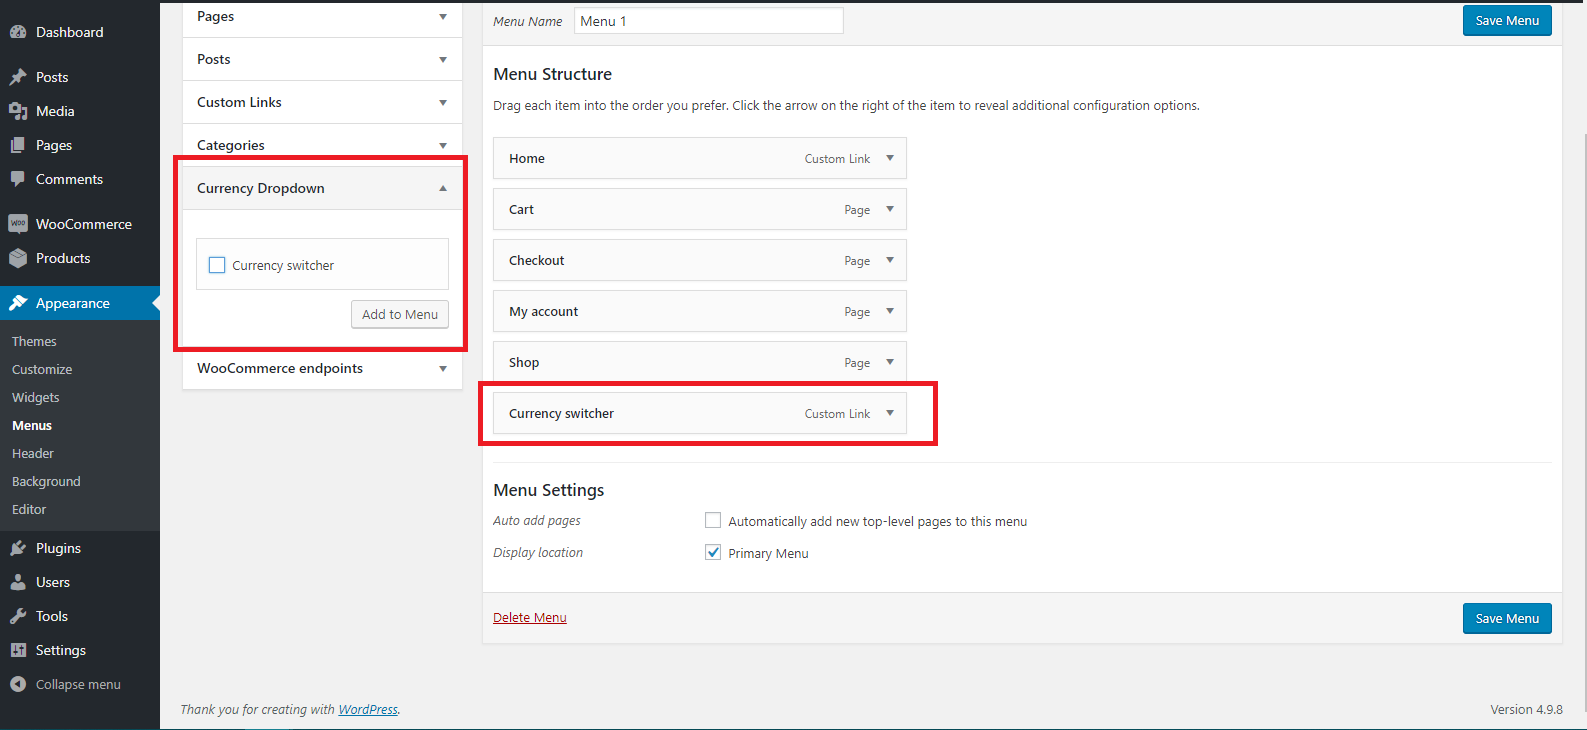 Dashboard
Posts
Media
Pages
Comments
WOO WooCommerce
Products
Appearance
Themes
Customize
Widgets
Menus
Header
Background
Editor
Plugins
Users
Tools
Settings
Collapse menu
Pages
Posts
Custom Links
Categories
Currency Dropdown
Currency switcher
Add to Menu
WooCommerce endpoints
Menu Name Menu 1
Save Menu
Menu Structure
Drag each item into the order you prefer. Click the arrow on the right of the item to reveal additional configuration options.
Home Custom Link
Cart Page
Checkout Page
My account Page
Shop Page
Currency switcher Custom Link
Menu Settings
Auto add pages Automatically add new top-level pages to this menu
Display location Primary Menu
Delete Menu Save Menu
Thank you for creating with WordPress. Version 4.9.8